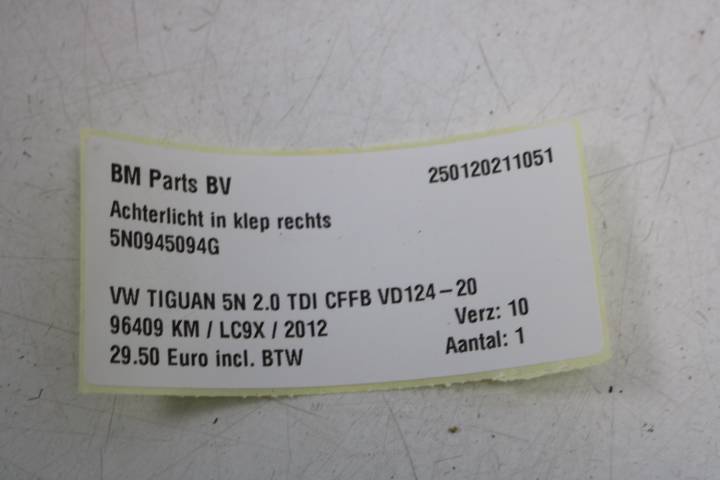 BM Parts BV
250120211051
Achterlicht in klep rechts
5N0945094G
VW TIGUAN 5N 2.0 TDI CFFB VD124-20
96409 KM / LC9X / 2012
Verz: 10
29.50 Euro incl. BTW
Aantal: 1